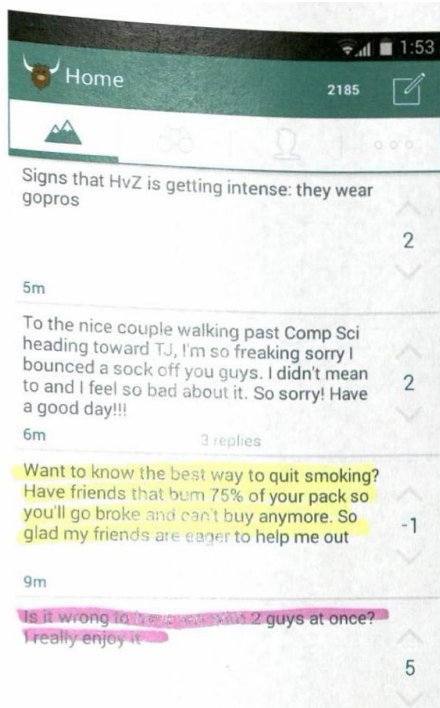 1:53
Home
2185
Signs that HvZ is getting intense: they wear
gopros
2
5m
To the nice couple walking past Comp Sci
heading toward TJ, I'm so freaking sorry I
bounced a sock off you guys. I didn't mean
to and I feel so bad about it. So sorry! Have
a good day!!!
2
6m
3 replies
Want to know the best way to quit smoking?
Have friends that bum 75% of your pack so
you'll go broke and can't buy anymore. So
glad my friends are eager to help me out
-1
9m
Is it wrong to 2 guys at once?
I really enjoy it
5